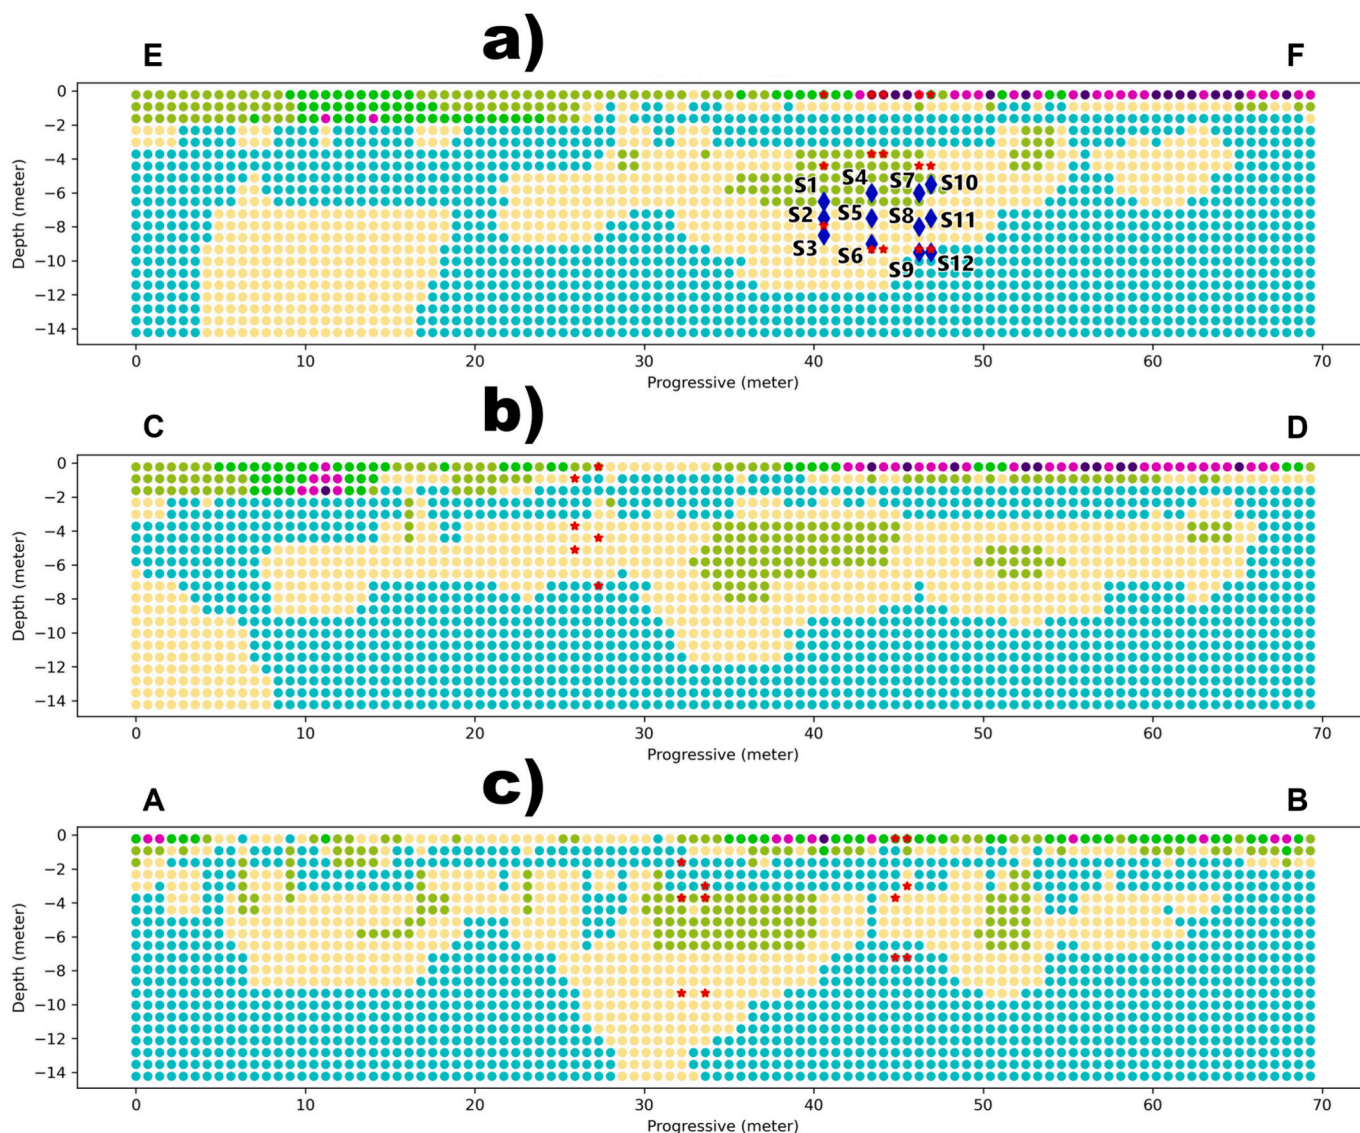 a)
E F
0
−2
−4
−6
−8
−10
−12
−14
Depth (meter)
S1 S4 S7 S10
S2 S5 S8 S11
S3 S6 S9 S12
0 10 20 30 40 50 60 70
Progressive (meter)
b)
C D
0
−2
−4
−6
−8
−10
−12
−14
Depth (meter)
0 10 20 30 40 50 60 70
Progressive (meter)
c)
A B
0
−2
−4
−6
−8
−10
−12
−14
Depth (meter)
0 10 20 30 40 50 60 70
Progressive (meter)